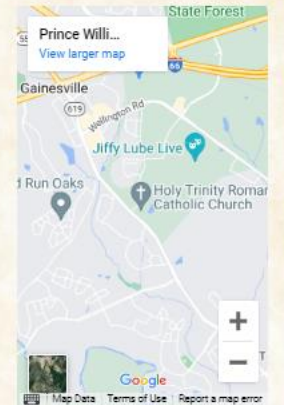 State Forest
Prince Willi...
View larger map
55
66
Gainesville
619
Wellington Rd
Jiffy Lube Live
d Run Oaks
Holy Trinity Roman
Catholic Church
+
−
T
Google
Map Data Terms of Use Report a map error